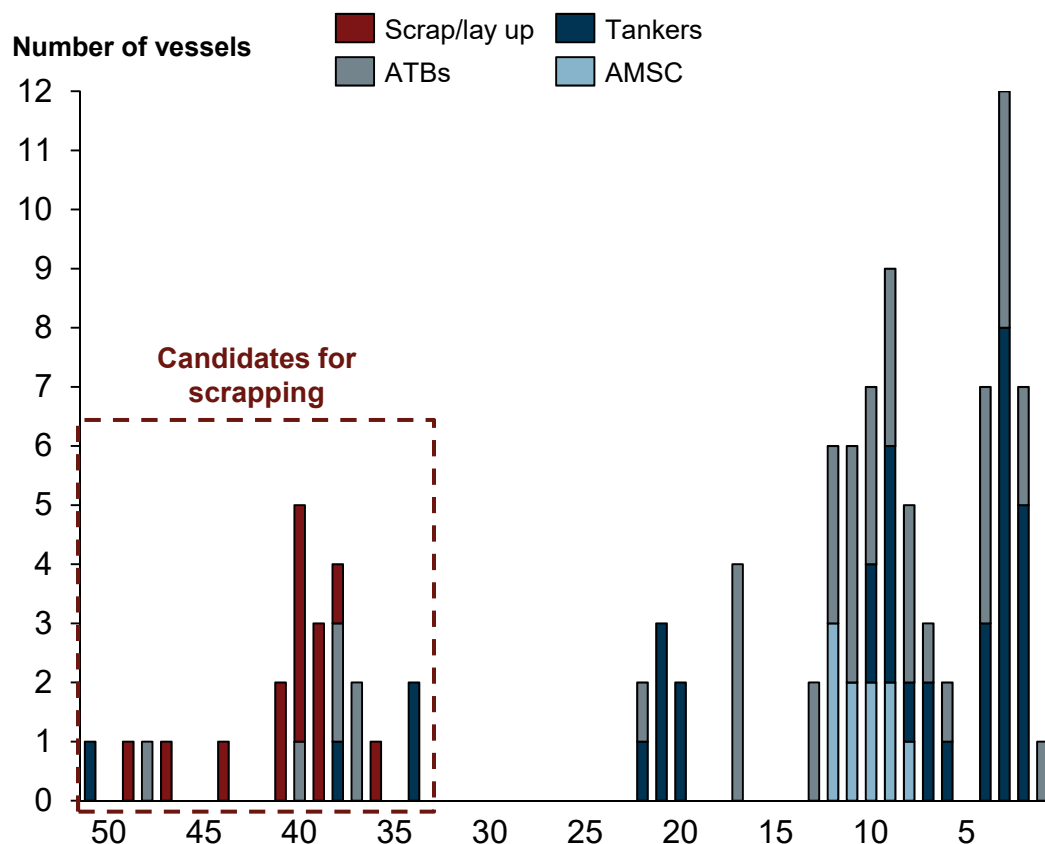 Number of vessels
Scrap/lay up
Tankers
ATBs
AMSC
12
11
10
9
8
7
6
5
4
3
2
1
0
Candidates for
scrapping
50 45 40 35 30 25 20 15 10 5